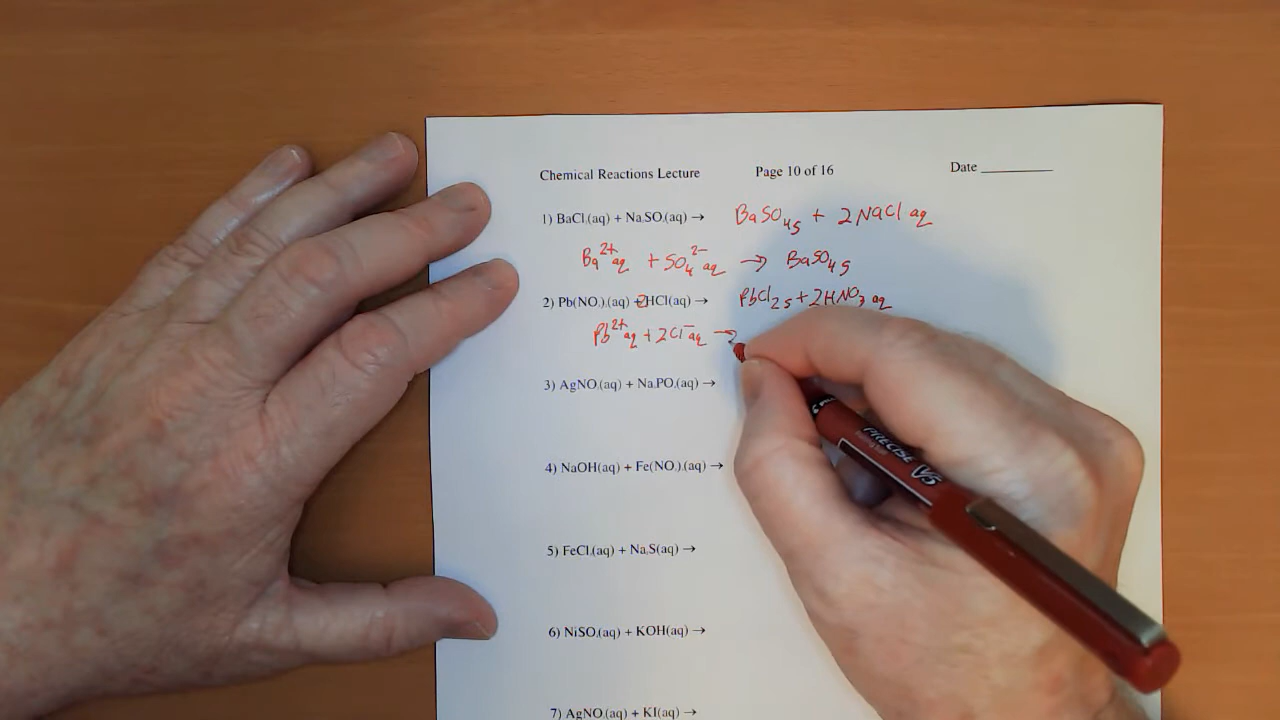 Chemical Reactions Lecture Page 10 of 16 Date ________
1) BaCl₂(aq) + Na₂SO₄(aq) → BaSO₄ s + 2NaCl aq
Ba²⁺aq + SO₄²⁻aq → BaSO₄ s
2) Pb(NO₃)₂(aq) + 2HCl(aq) → PbCl₂ s + 2HNO₃ aq
Pb²⁺aq + 2Cl⁻aq →
3) AgNO₃(aq) + Na₃PO₄(aq) →
4) NaOH(aq) + Fe(NO₃)₃(aq) →
5) FeCl₃(aq) + Na₂S(aq) →
6) NiSO₄(aq) + KOH(aq) →
7) AgNO₃(aq) + KI(aq) →
PRECISE V5